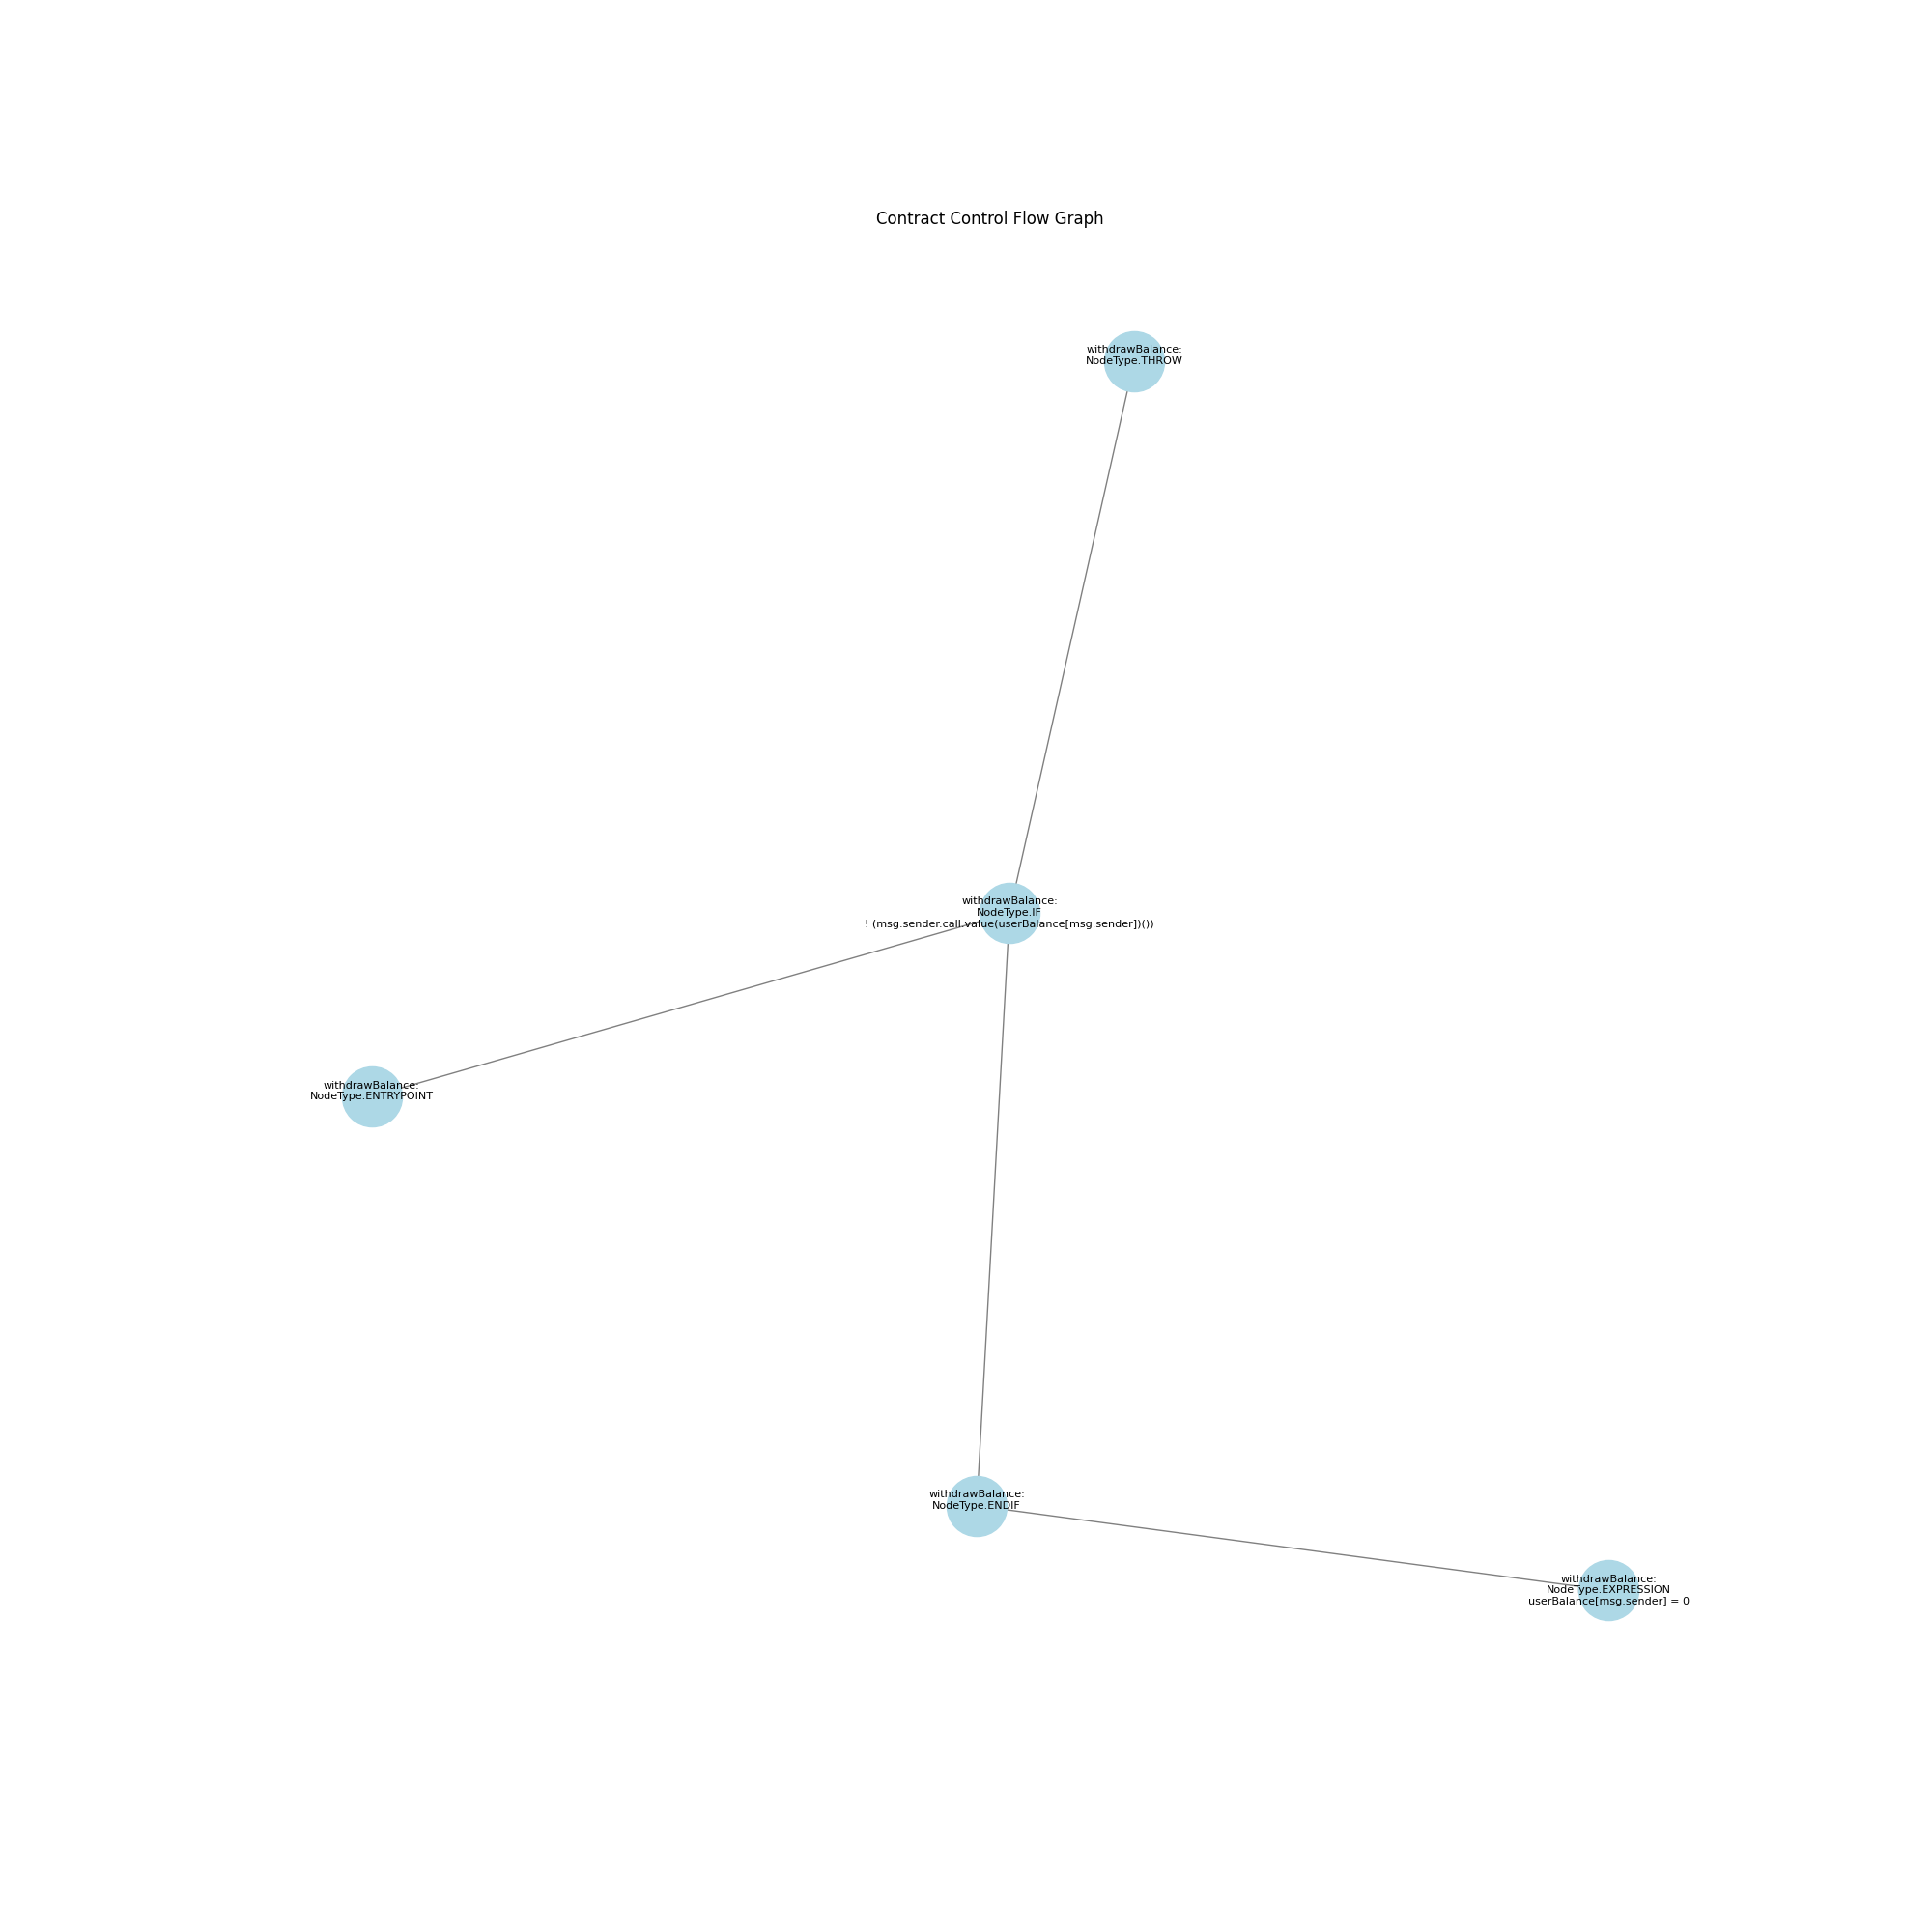 Contract Control Flow Graph
withdrawBalance:
NodeType.THROW
withdrawBalance:
NodeType.IF
! (msg.sender.call.value(userBalance[msg.sender])())
withdrawBalance:
NodeType.ENTRYPOINT
withdrawBalance:
NodeType.ENDIF
withdrawBalance:
NodeType.EXPRESSION
userBalance[msg.sender] = 0